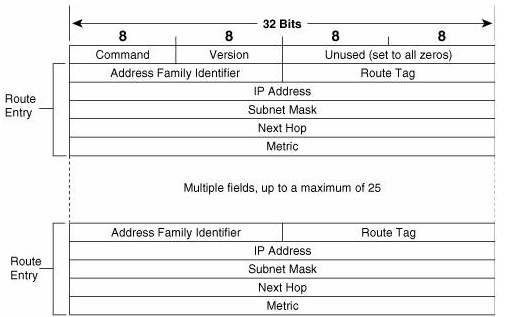 32 Bits
8 8 8 8
Command Version Unused (set to all zeros)
Address Family Identifier Route Tag
IP Address
Subnet Mask
Next Hop
Metric
Route
Entry
Multiple fields, up to a maximum of 25
Address Family Identifier Route Tag
IP Address
Subnet Mask
Next Hop
Metric
Route
Entry